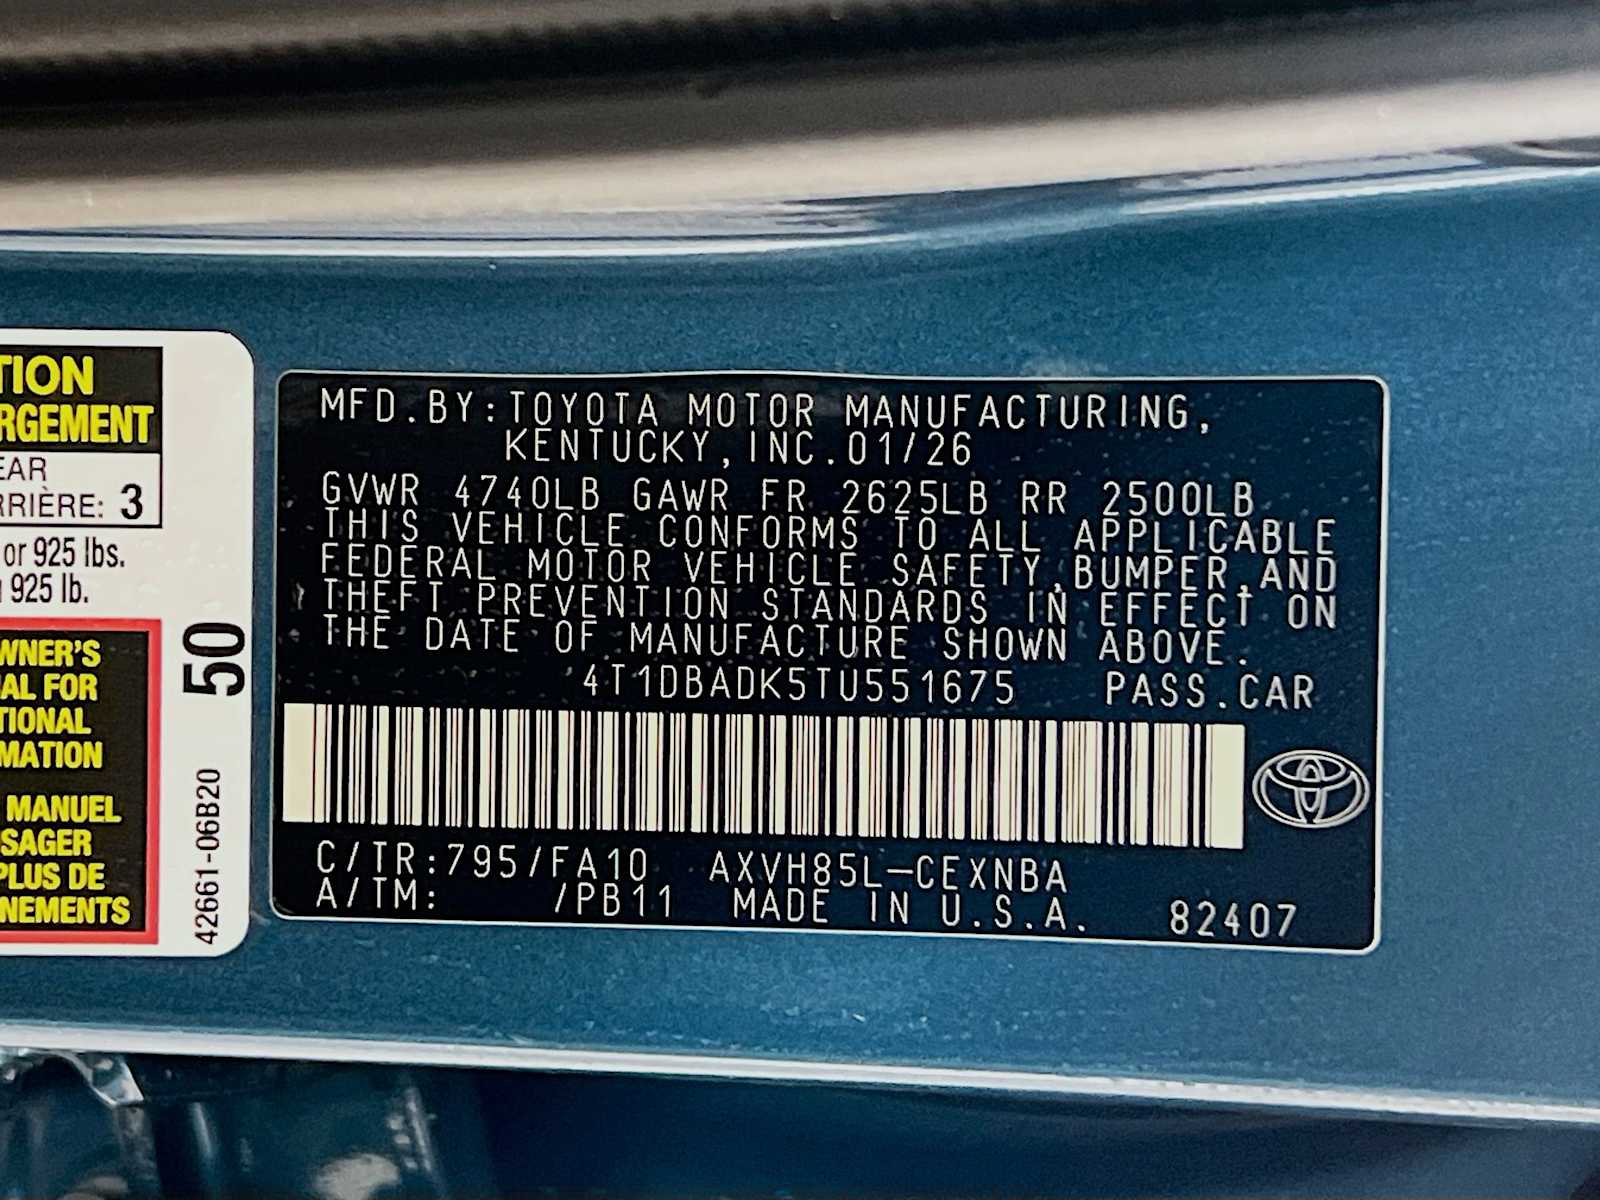 TION
RGEMENT
EAR
RRIÈRE: 3
or 925 lbs.
925 lb.
WNER'S
AL FOR
TIONAL
MATION
MANUEL
SAGER
PLUS DE
NEMENTS
50
42661-06B20
MFD.BY:TOYOTA MOTOR MANUFACTURING,
KENTUCKY,INC.01/26
GVWR 4740LB GAWR FR 2625LB RR 2500LB
THIS VEHICLE CONFORMS TO ALL APPLICABLE
FEDERAL MOTOR VEHICLE SAFETY,BUMPER,AND
THEFT PREVENTION STANDARDS IN EFFECT ON
THE DATE OF MANUFACTURE SHOWN ABOVE.
4T1DBADK5TU551675 PASS.CAR
C/TR:795/FA10 AXVH85L-CEXNBA
A/TM: /PB11 MADE IN U.S.A. 82407